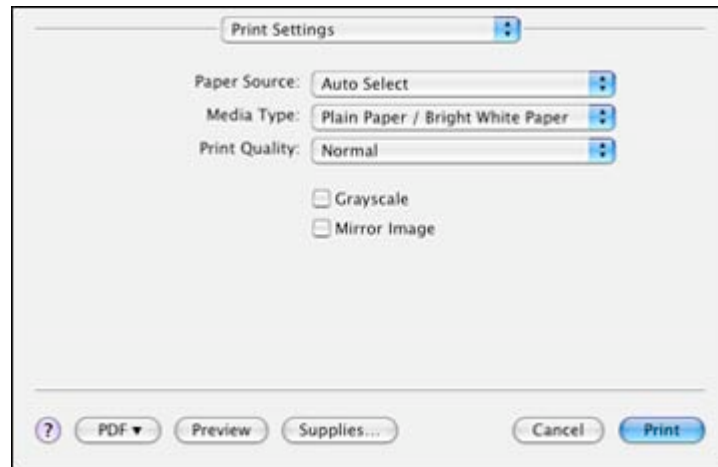 Print Settings
Paper Source: Auto Select
Media Type: Plain Paper / Bright White Paper
Print Quality: Normal
Grayscale
Mirror Image
? PDF Preview Supplies... Cancel Print